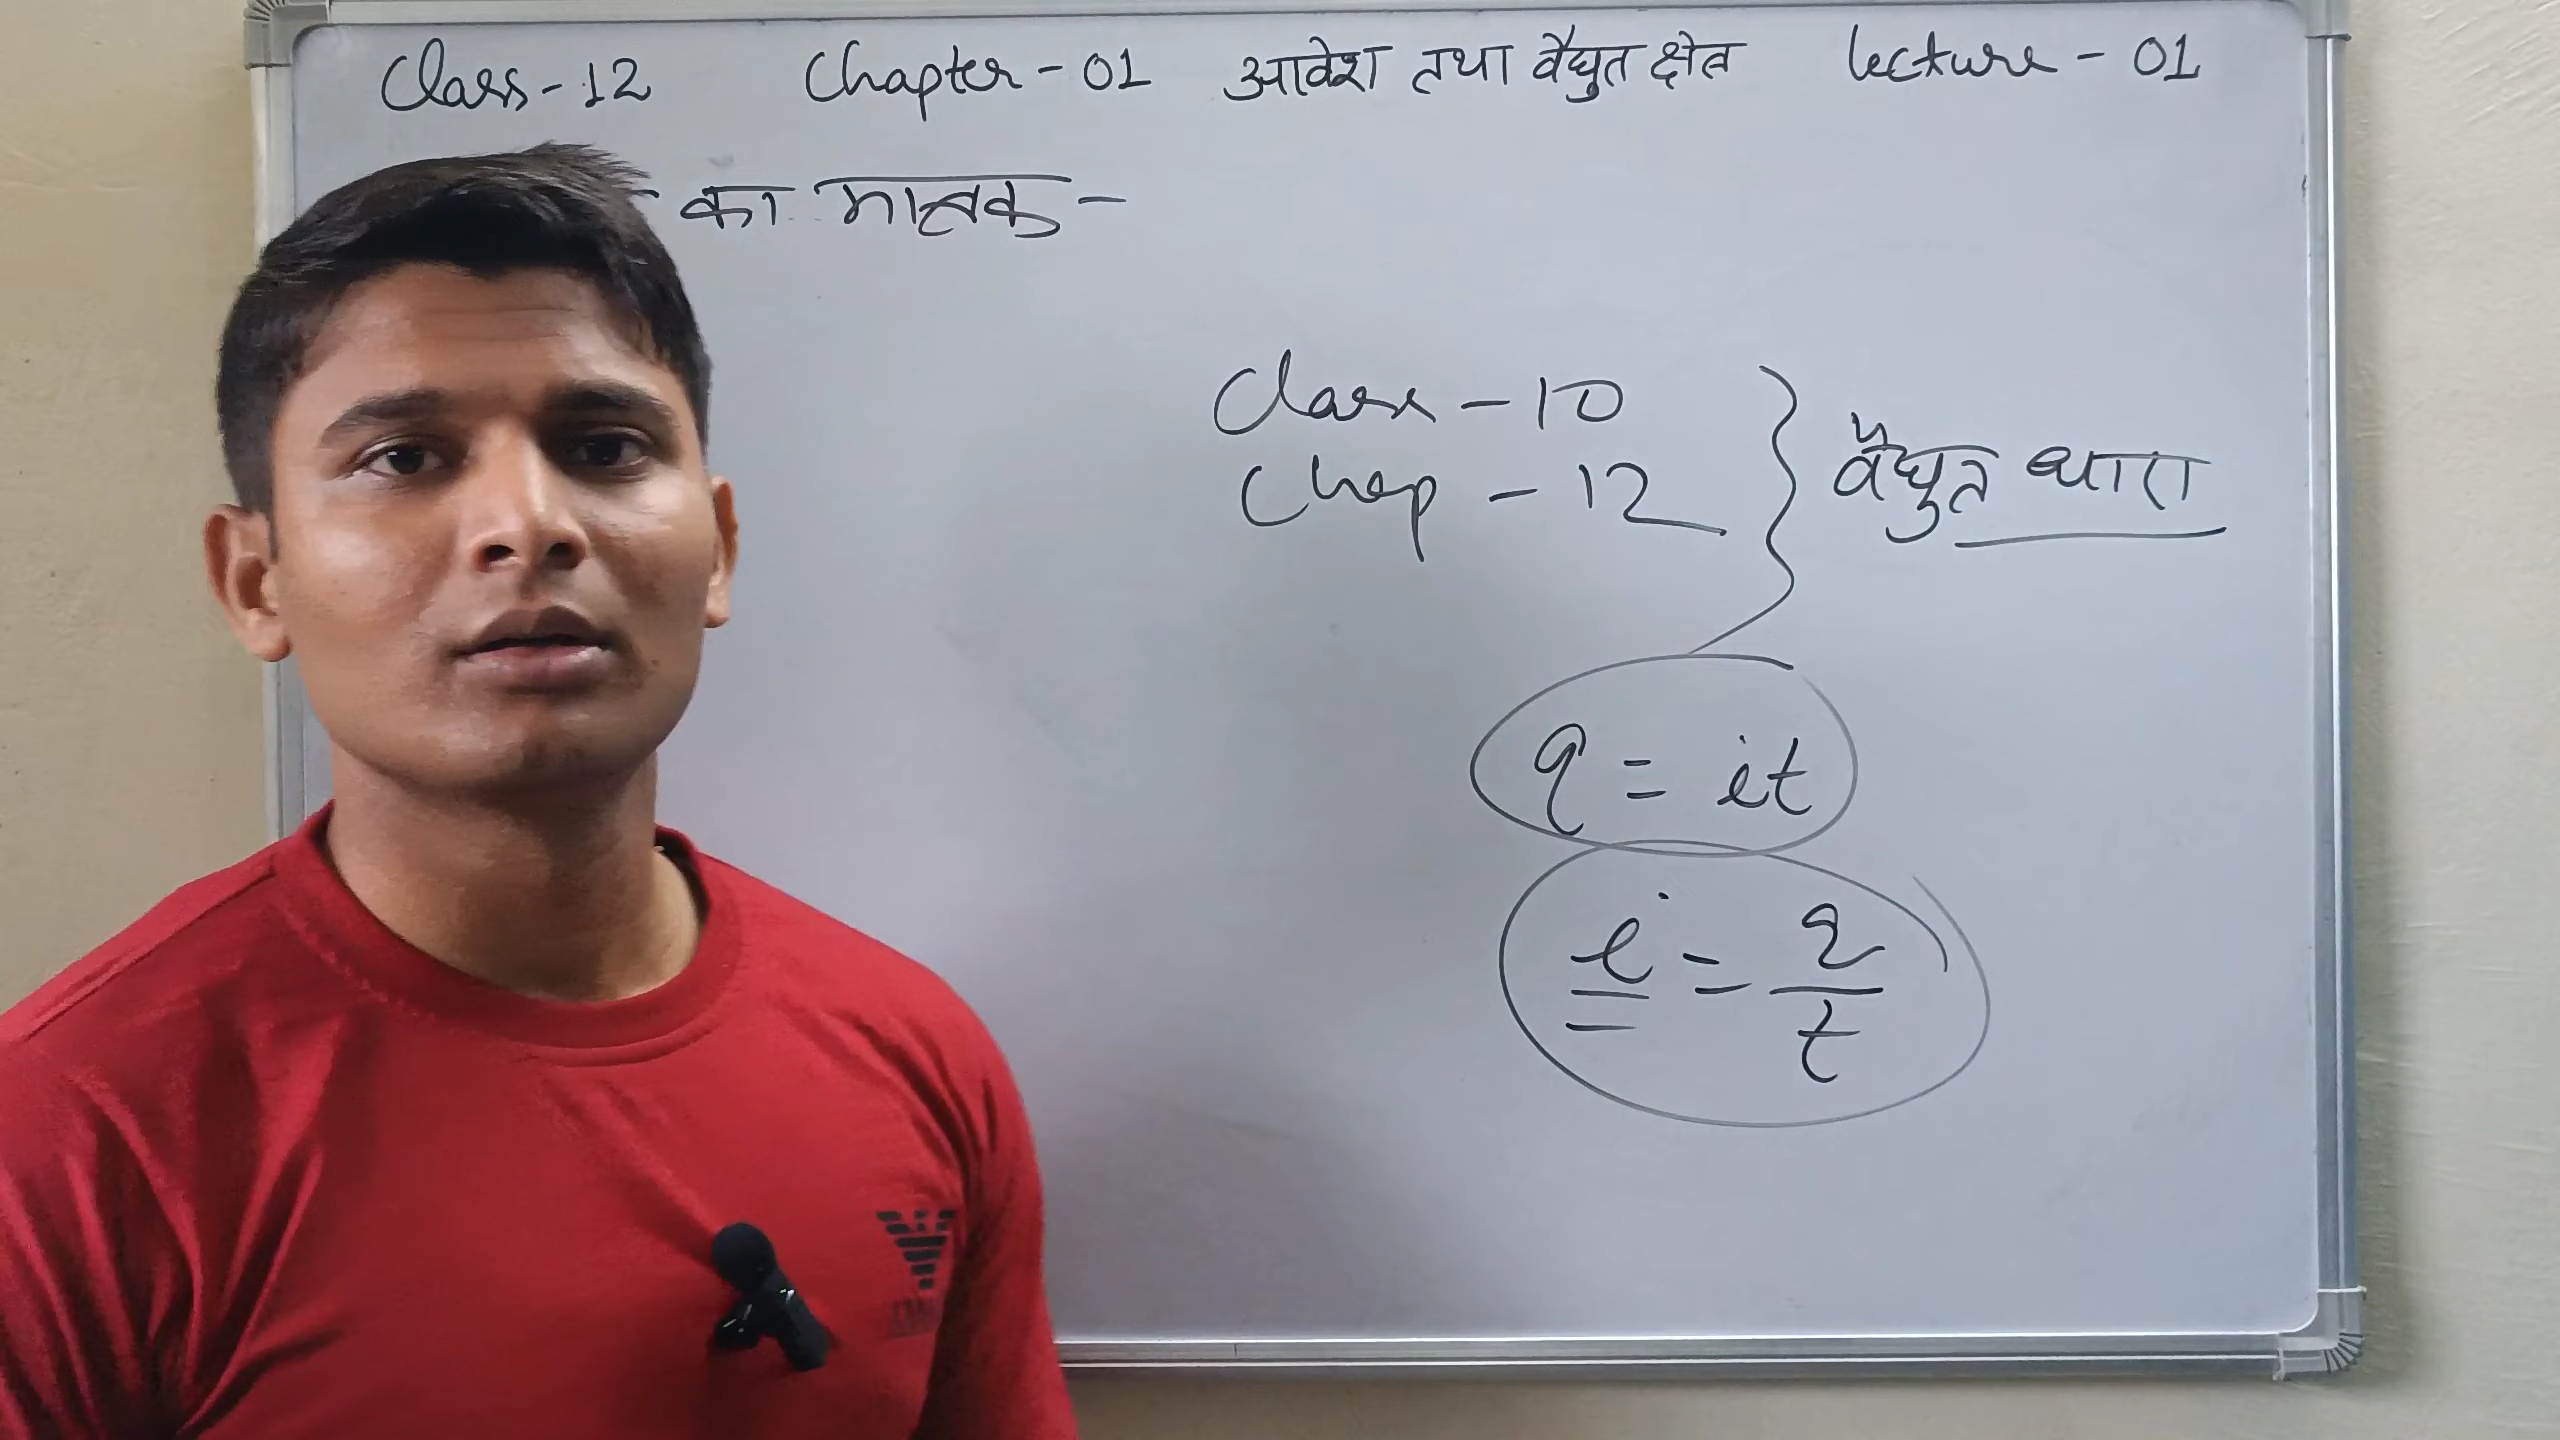 Class-12 Chapter-01 आवेश तथा वैद्युत क्षेत्र lecture-01
का मात्रक-
Class-10
Chap-12
वैद्युत धारा
q = it
i = q/t